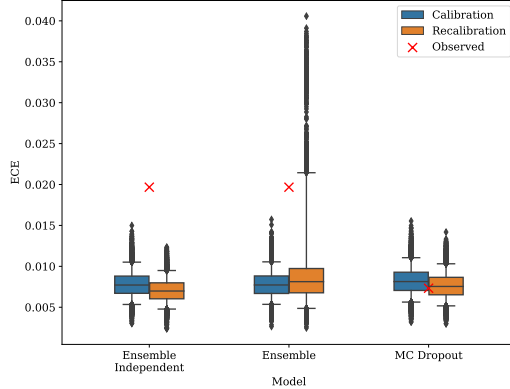 0.040
0.035
0.030
0.025
0.020
0.015
0.010
0.005
ECE
Calibration
Recalibration
Observed
Ensemble
Independent
Ensemble
MC Dropout
Model